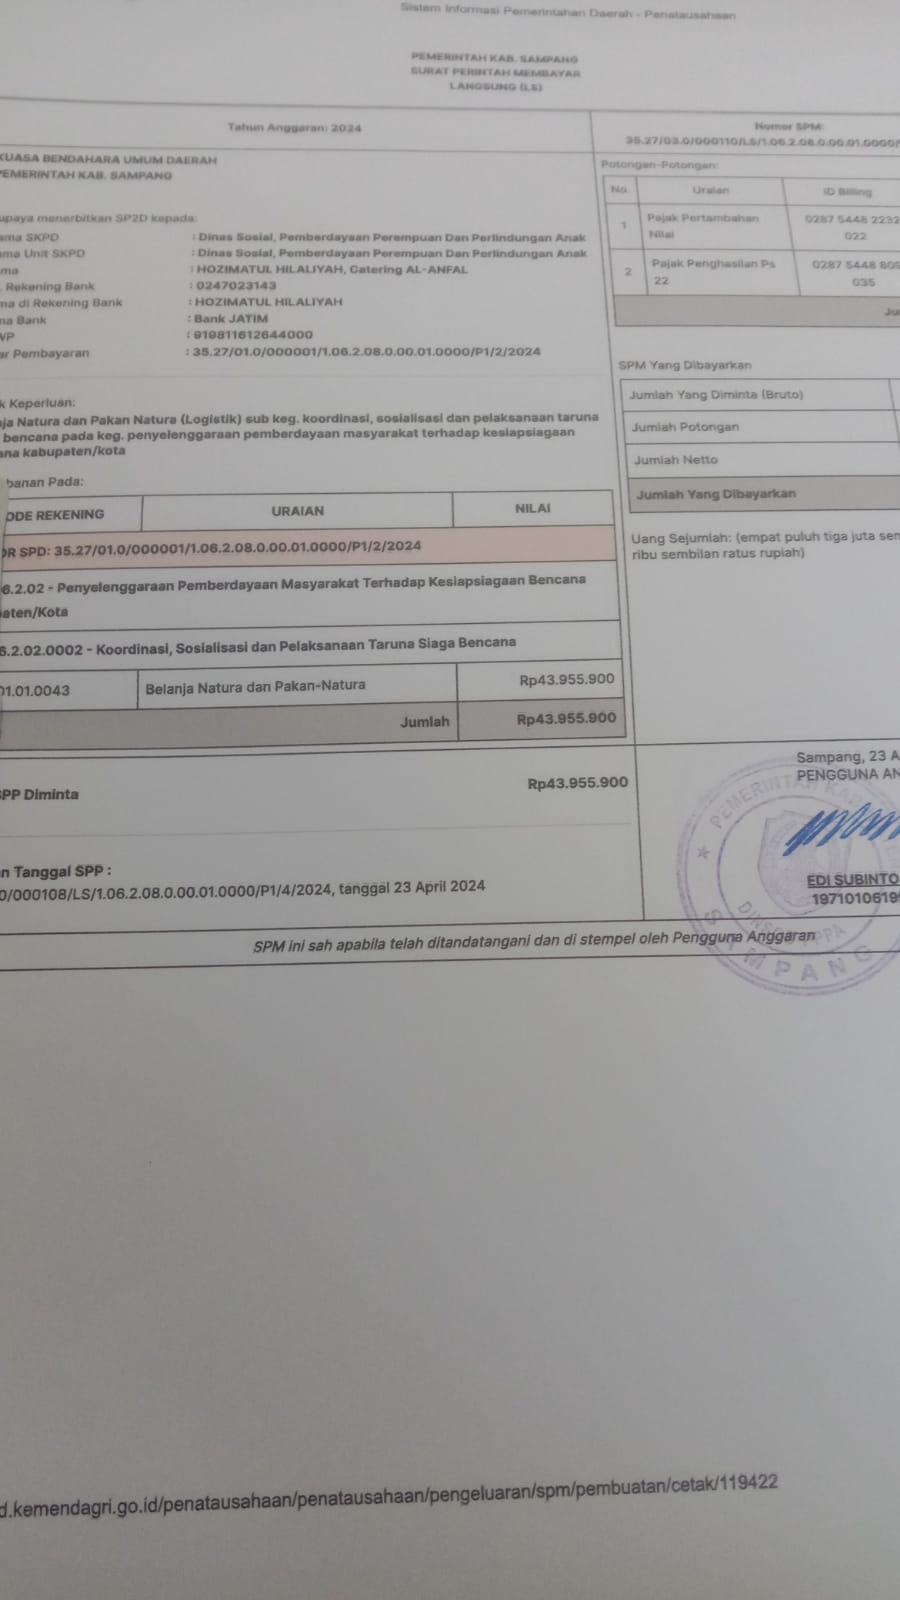 Sistem Informasi Pemerintahan Daerah - Penatausahaan
PEMERINTAH KAB. SAMPANG
SURAT PERINTAH MEMBAYAR
LANGSUNG (LS)
Tahun Anggaran: 2024
Nomor SPM:
35.27/03.0/000110/LS/1.06.2.08.0.00.01.0000/
KUASA BENDAHARA UMUM DAERAH
PEMERINTAH KAB. SAMPANG
upaya menerbitkan SP2D kepada:
ama SKPD : Dinas Sosial, Pemberdayaan Perempuan Dan Perlindungan Anak
ama Unit SKPD : Dinas Sosial, Pemberdayaan Perempuan Dan Perlindungan Anak
ma : HOZIMATUL HILALIYAH, Catering AL-ANFAL
. Rekening Bank : 0247023143
ma di Rekening Bank : HOZIMATUL HILALIYAH
ma Bank : Bank JATIM
WP : 919811612644000
ar Pembayaran : 35.27/01.0/000001/1.06.2.08.0.00.01.0000/P1/2/2024
k Keperluan:
ja Natura dan Pakan Natura (Logistik) sub keg. koordinasi, sosialisasi dan pelaksanaan taruna
bencana pada keg. penyelenggaraan pemberdayaan masyarakat terhadap kesiapsiagaan
ana kabupaten/kota
banan Pada:
ODE REKENING URAIAN NILAI
OR SPD: 35.27/01.0/000001/1.06.2.08.0.00.01.0000/P1/2/2024
6.2.02 - Penyelenggaraan Pemberdayaan Masyarakat Terhadap Kesiapsiagaan Bencana
aten/Kota
6.2.02.0002 - Koordinasi, Sosialisasi dan Pelaksanaan Taruna Siaga Bencana
01.01.0043 Belanja Natura dan Pakan-Natura Rp43.955.900
Jumlah Rp43.955.900
SPP Diminta Rp43.955.900
n Tanggal SPP :
0/000108/LS/1.06.2.08.0.00.01.0000/P1/4/2024, tanggal 23 April 2024
Potongan-Potongan:
No. Uraian ID Billing
1 Pajak Pertambahan Nilai 0287 5448 2232
022
2 Pajak Penghasilan Ps 0287 5448 809
22 035
Ju
SPM Yang Dibayarkan
Jumlah Yang Diminta (Bruto)
Jumlah Potongan
Jumlah Netto
Jumlah Yang Dibayarkan
Uang Sejumlah: (empat puluh tiga juta sem
ribu sembilan ratus rupiah)
Sampang, 23 A
PENGGUNA AN
PEMERINTAH KAB
EDI SUBINTO
1971010619
SAMPANG
SPM ini sah apabila telah ditandatangani dan di stempel oleh Pengguna Anggaran
d.kemendagri.go.id/penatausahaan/penatausahaan/pengeluaran/spm/pembuatan/cetak/119422